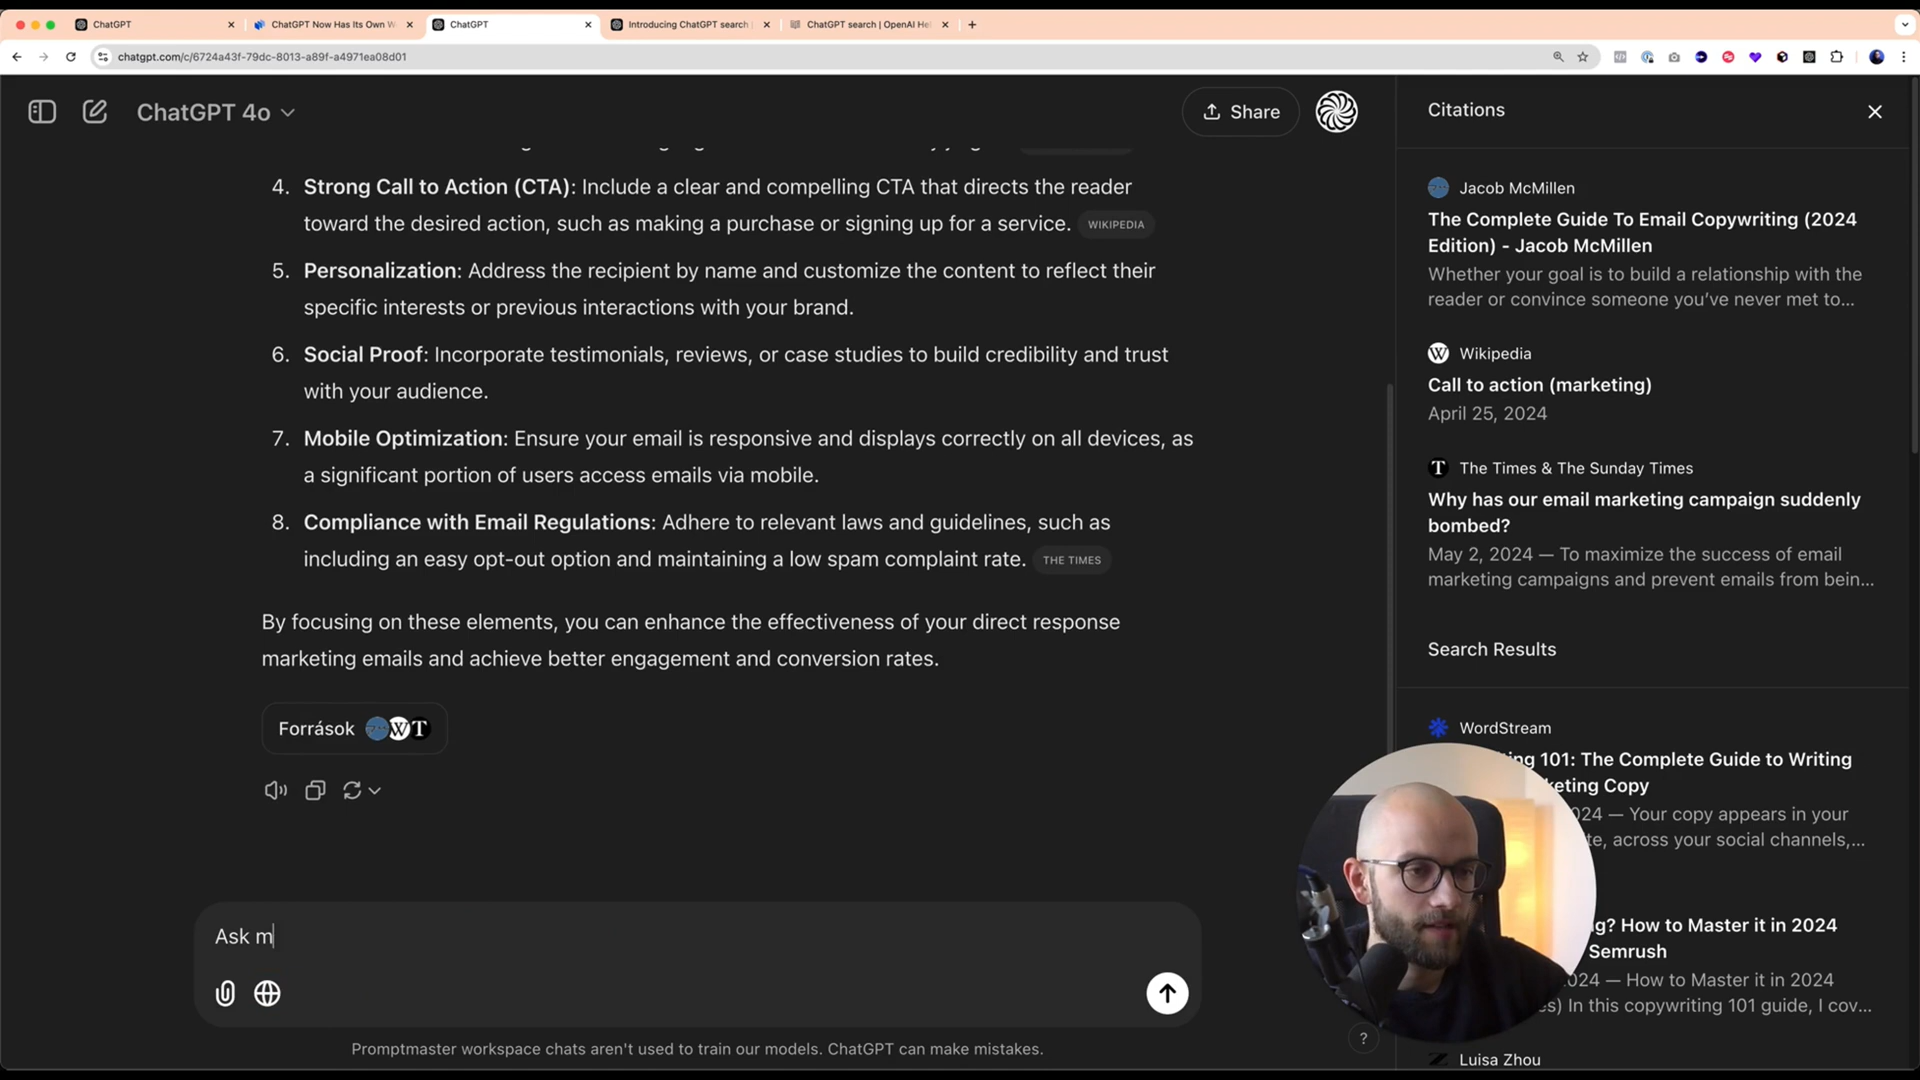 ChatGPT
ChatGPT Now Has Its Own W
ChatGPT
Introducing ChatGPT search
ChatGPT search | OpenAI He
chatgpt.com/c/6724a43f-79dc-8013-a89f-a4971ea08d01
ChatGPT 4o
Share
4. Strong Call to Action (CTA): Include a clear and compelling CTA that directs the reader
toward the desired action, such as making a purchase or signing up for a service. WIKIPEDIA
5. Personalization: Address the recipient by name and customize the content to reflect their
specific interests or previous interactions with your brand.
6. Social Proof: Incorporate testimonials, reviews, or case studies to build credibility and trust
with your audience.
7. Mobile Optimization: Ensure your email is responsive and displays correctly on all devices, as
a significant portion of users access emails via mobile.
8. Compliance with Email Regulations: Adhere to relevant laws and guidelines, such as
including an easy opt-out option and maintaining a low spam complaint rate. THE TIMES
By focusing on these elements, you can enhance the effectiveness of your direct response
marketing emails and achieve better engagement and conversion rates.
Források W T
Ask m
Promptmaster workspace chats aren't used to train our models. ChatGPT can make mistakes.
?
Citations
Jacob McMillen
The Complete Guide To Email Copywriting (2024
Edition) - Jacob McMillen
Whether your goal is to build a relationship with the
reader or convince someone you've never met to...
W Wikipedia
Call to action (marketing)
April 25, 2024
T The Times & The Sunday Times
Why has our email marketing campaign suddenly
bombed?
May 2, 2024 — To maximize the success of email
marketing campaigns and prevent emails from bein...
Search Results
WordStream
ing 101: The Complete Guide to Writing
keting Copy
024 — Your copy appears in your
te, across your social channels,...
ng? How to Master it in 2024
Semrush
024 — How to Master it in 2024
es) In this copywriting 101 guide, I cov...
Luisa Zhou